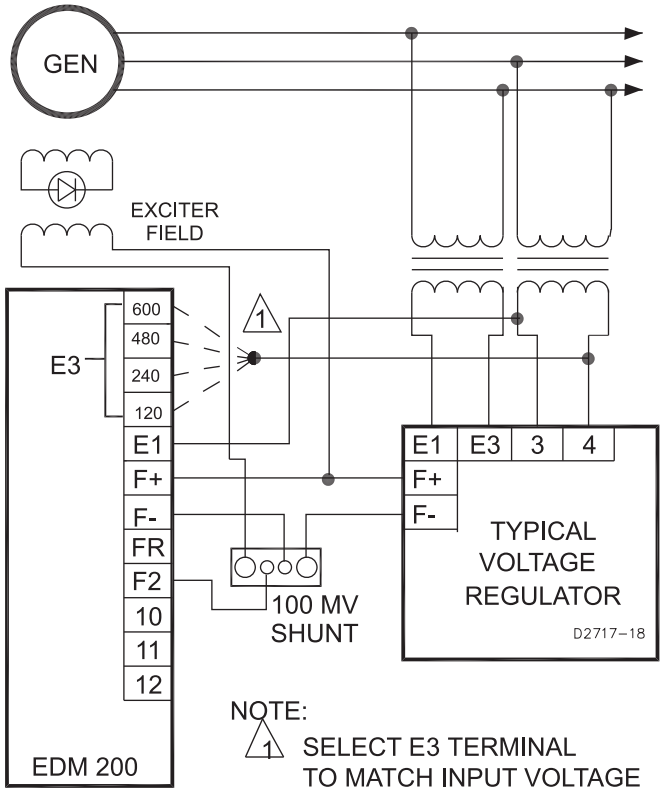 GEN
EXCITER
FIELD
600
480
240
120
E3
1
E1
F+
F-
FR
F2
10
11
12
EDM 200
100 MV
SHUNT
E1 E3 3 4
F+
F-
TYPICAL
VOLTAGE
REGULATOR
D2717-18
NOTE:
1 SELECT E3 TERMINAL
TO MATCH INPUT VOLTAGE